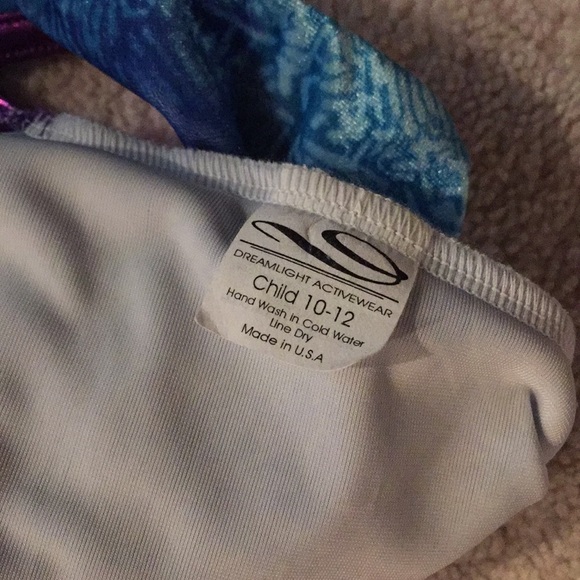 DREAMLIGHT ACTIVEWEAR
Child 10-12
Hand Wash in Cold Water
Line Dry
Made in U.S.A